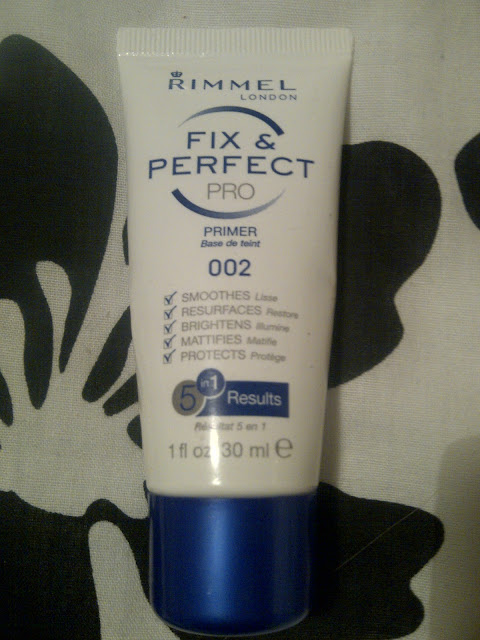 RIMMEL
LONDON
FIX &
PERFECT
PRO
PRIMER
Base de teint
002
SMOOTHES Lisse
RESURFACES Restore
BRIGHTENS Illumine
MATTIFIES Matifie
PROTECTS Protège
5 in 1 Results
Résultat 5 en 1
1 fl oz 30 ml e